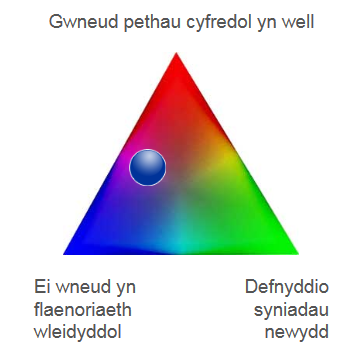 Gwneud pethau cyfredol yn well
Ei wneud yn
flaenoriaeth
wleidyddol
Defnyddio
syniadau
newydd